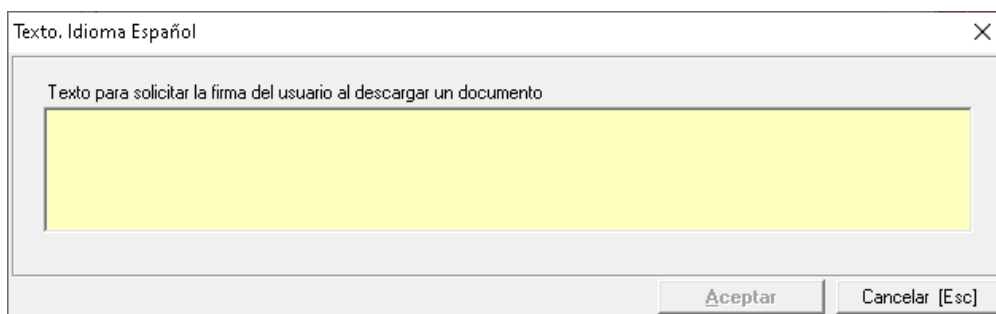 Texto. Idioma Español
Texto para solicitar la firma del usuario al descargar un documento
Aceptar
Cancelar [Esc]